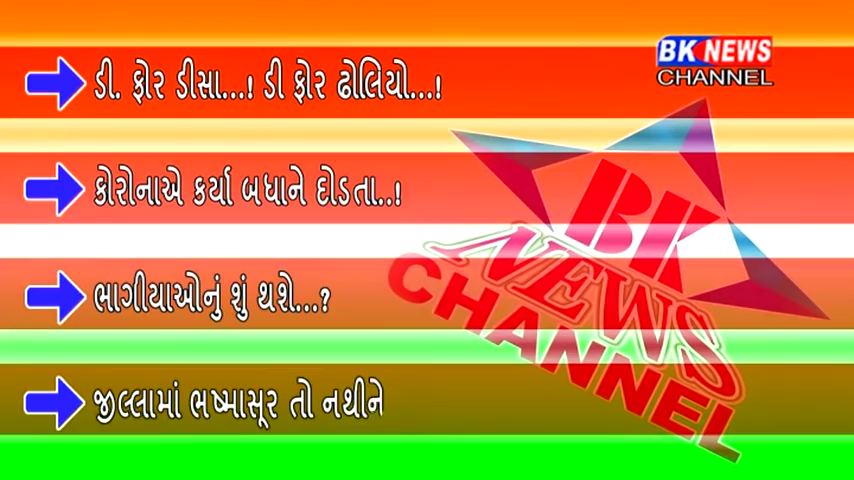 BK NEWS
CHANNEL
ડી. ફોર ડીસા...! ડી ફોર ઢોલિયો...!
કોરોનાએ કર્યા બધાને દોડતા..!
ભાગીયાઓનું શું થશે...?
જીલ્લામાં ભષ્માસૂર તો નથીને
BK
NEWS
CHANNEL